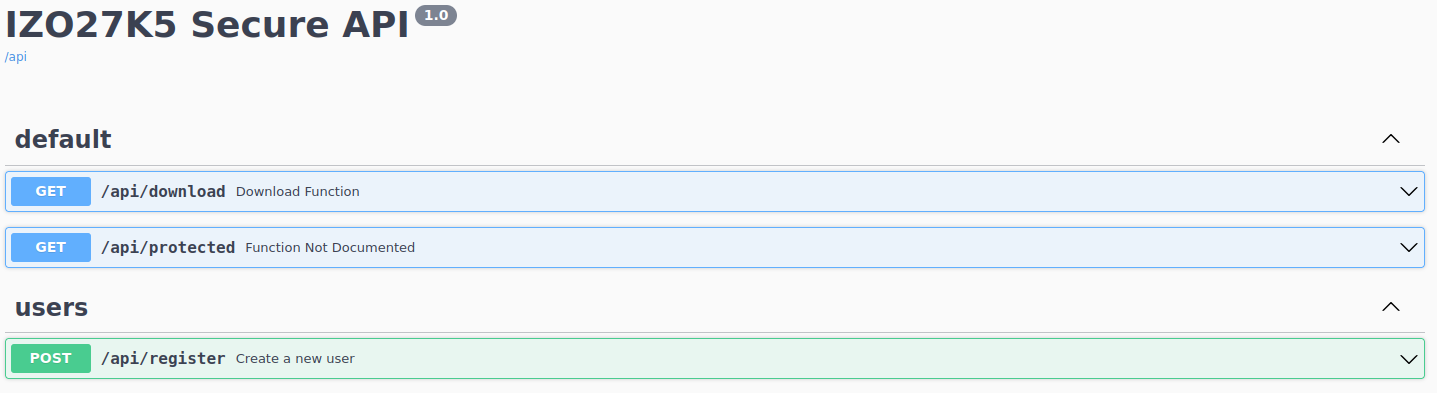 IZO27K5 Secure API 1.0
/api
default
GET /api/download Download Function
GET /api/protected Function Not Documented
users
POST /api/register Create a new user